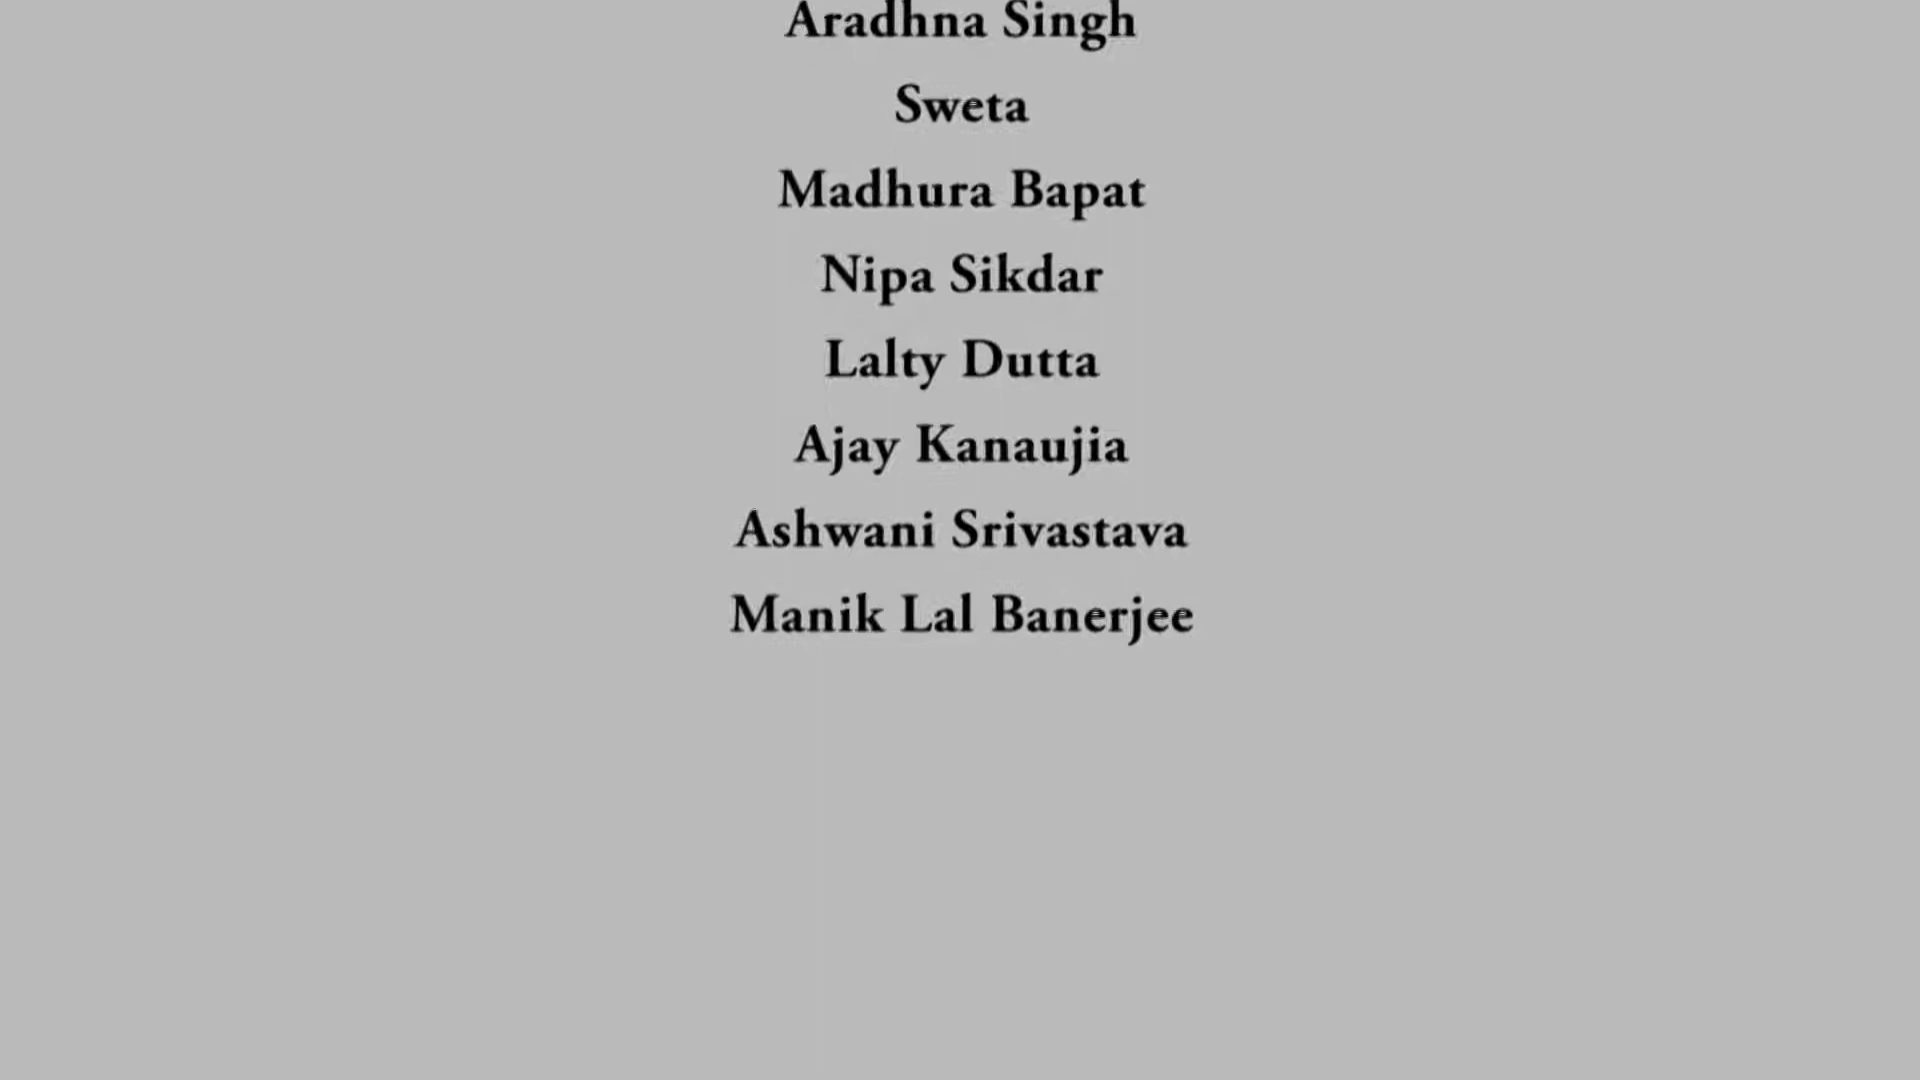 Aradhna Singh
Sweta
Madhura Bapat
Nipa Sikdar
Lalty Dutta
Ajay Kanaujia
Ashwani Srivastava
Manik Lal Banerjee